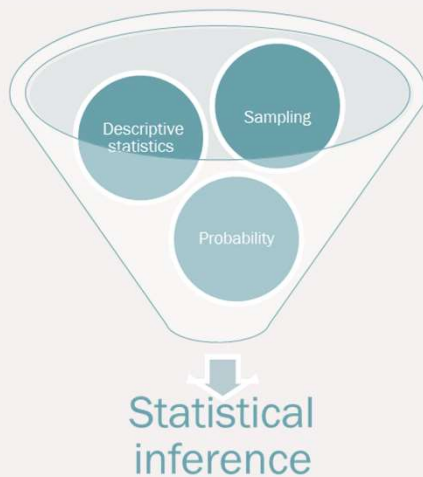 Descriptive
statistics
Sampling
Probability
Statistical
inference